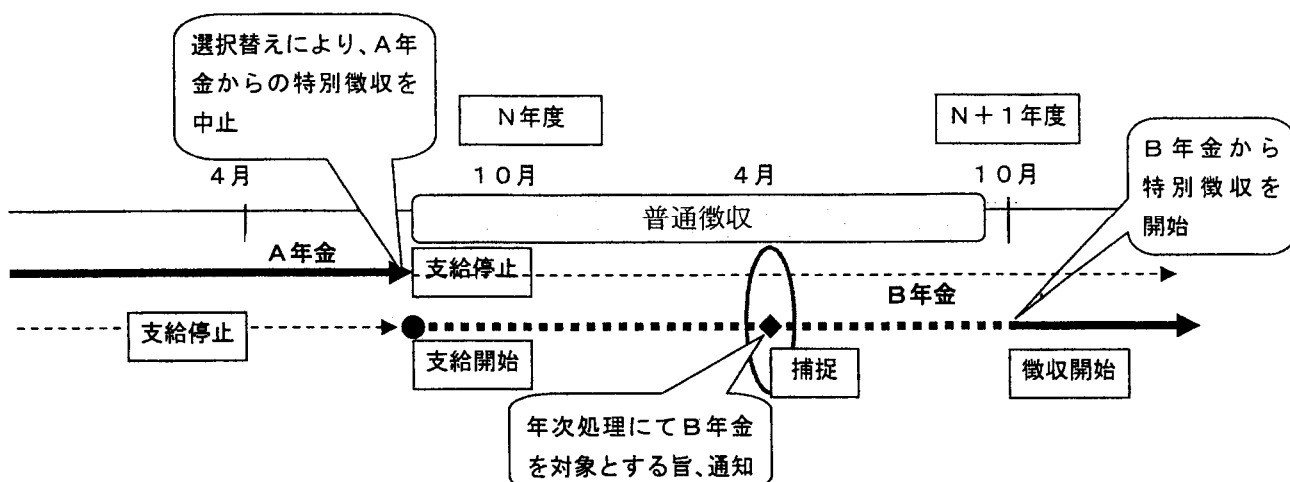 選択替えにより、A年
金からの特別徴収を
中止
N年度
N+1年度
B年金から
特別徴収を
開始
4月
10月
4月
10月
普通徴収
A年金
支給停止
B年金
支給停止
支給開始
捕捉
徴収開始
年次処理にてB年金
を対象とする旨、通知